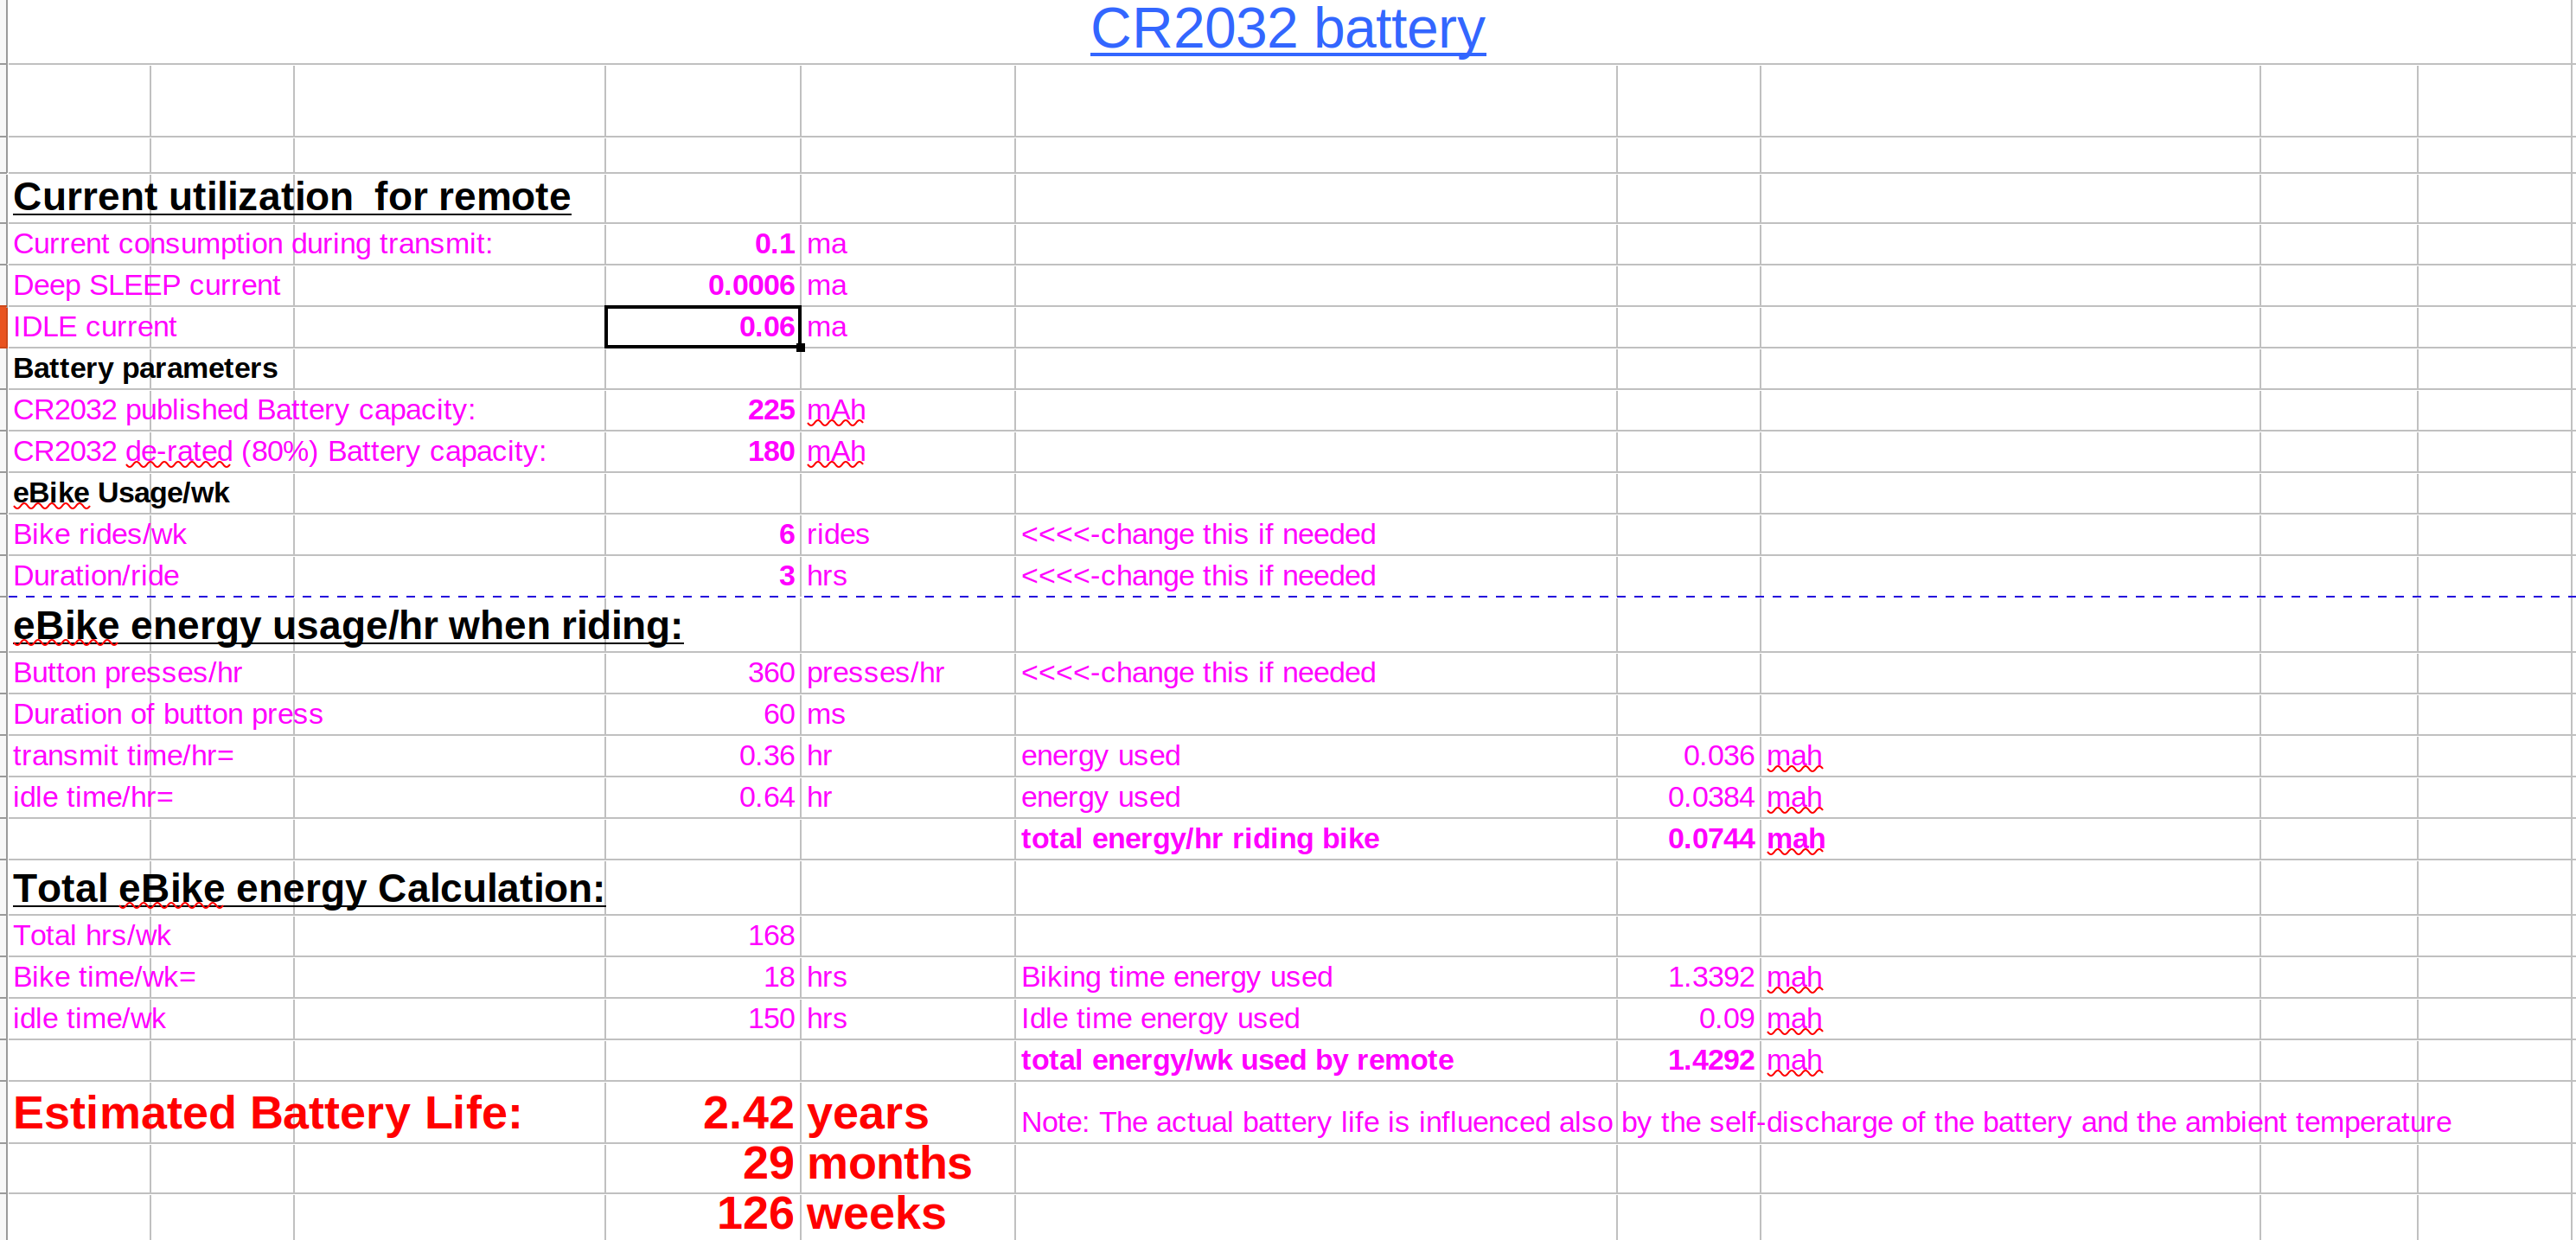 CR2032 battery
Current utilization  for remote
Current consumption during transmit: 0.1 ma
Deep SLEEP current 0.0006 ma
IDLE current 0.06 ma
Battery parameters
CR2032 published Battery capacity: 225 mAh
CR2032 de-rated (80%) Battery capacity: 180 mAh
eBike Usage/wk
Bike rides/wk 6 rides <<<<-change this if needed
Duration/ride 3 hrs <<<<-change this if needed
eBike energy usage/hr when riding:
Button presses/hr 360 presses/hr <<<<-change this if needed
Duration of button press 60 ms
transmit time/hr= 0.36 hr energy used 0.036 mah
idle time/hr= 0.64 hr energy used 0.0384 mah
total energy/hr riding bike 0.0744 mah
Total eBike energy Calculation:
Total hrs/wk 168
Bike time/wk= 18 hrs Biking time energy used 1.3392 mah
idle time/wk 150 hrs Idle time energy used 0.09 mah
total energy/wk used by remote 1.4292 mah
Estimated Battery Life: 2.42 years Note: The actual battery life is influenced also by the self-discharge of the battery and the ambient temperature
29 months
126 weeks